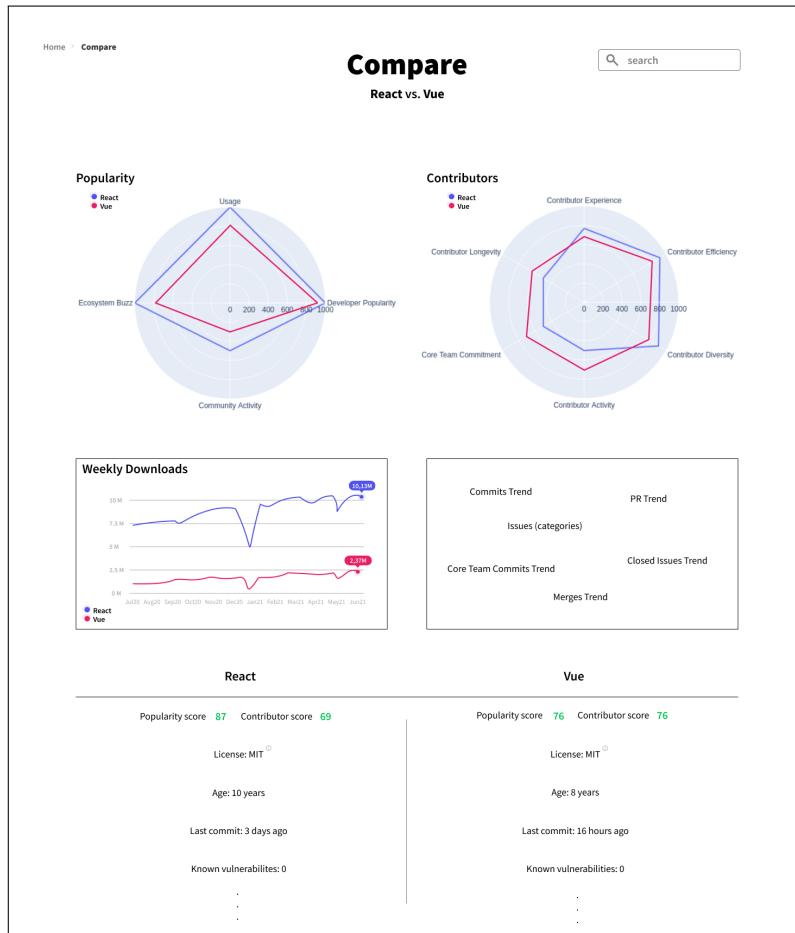 Home > Compare
Compare
search
React vs. Vue
Popularity
React
Vue
Usage
Ecosystem Buzz
0 200 400 600 800 1000
Developer Popularity
Community Activity
Contributors
React
Vue
Contributor Experience
Contributor Longevity
Contributor Efficiency
0 200 400 600 800 1000
Core Team Commitment
Contributor Diversity
Contributor Activity
Weekly Downloads
10,13M
10 M
7.5 M
3 M
2,37M
2.5 M
0 M
Jul20 Aug20 Sep20 Oct20 Nov20 Dec20 Jan21 Feb21 Mar21 Apr21 May21 Jun21
React
Vue
Commits Trend
PR Trend
Issues (categories)
Closed Issues Trend
Core Team Commits Trend
Merges Trend
React
Popularity score 87 Contributor score 69
License: MIT
Age: 10 years
Last commit: 3 days ago
Known vulnerabilites: 0
.
.
.
Vue
Popularity score 76 Contributor score 76
License: MIT
Age: 8 years
Last commit: 16 hours ago
Known vulnerabilities: 0
.
.
.